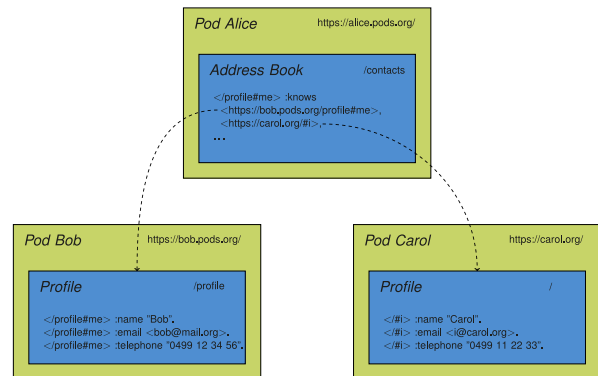 Pod Alice https://alice.pods.org/
Address Book /contacts
</profile#me> :knows
<https://bob.pods.org/profile#me>,
<https://carol.org/#i>,
...
Pod Bob https://bob.pods.org/
Profile /profile
</profile#me> :name "Bob".
</profile#me> :email <bob@mail.org>.
</profile#me> :telephone "0499 12 34 56".
Pod Carol https://carol.org/
Profile /
</#i> :name "Carol".
</#i> :email <i@carol.org>.
</#i> :telephone "0499 11 22 33".